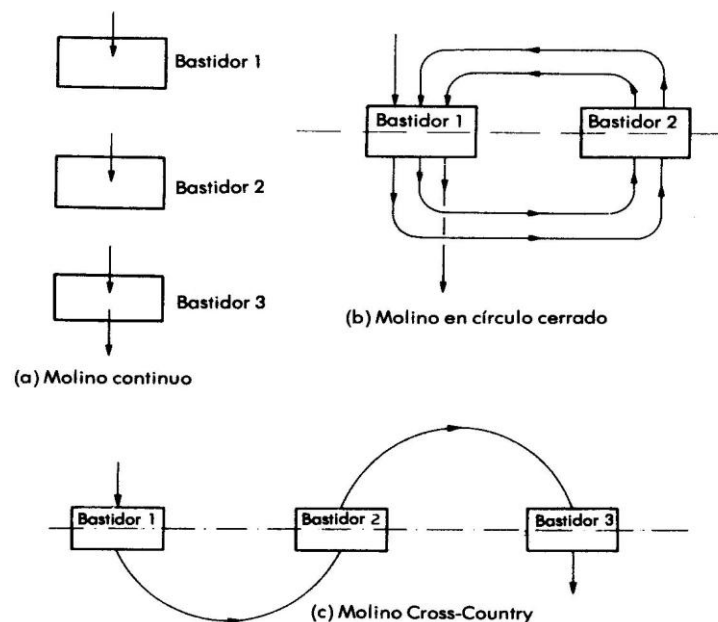 Bastidor 1
Bastidor 2
Bastidor 3
(a) Molino continuo
Bastidor 1
Bastidor 2
(b) Molino en círculo cerrado
Bastidor 1
Bastidor 2
Bastidor 3
(c) Molino Cross-Country